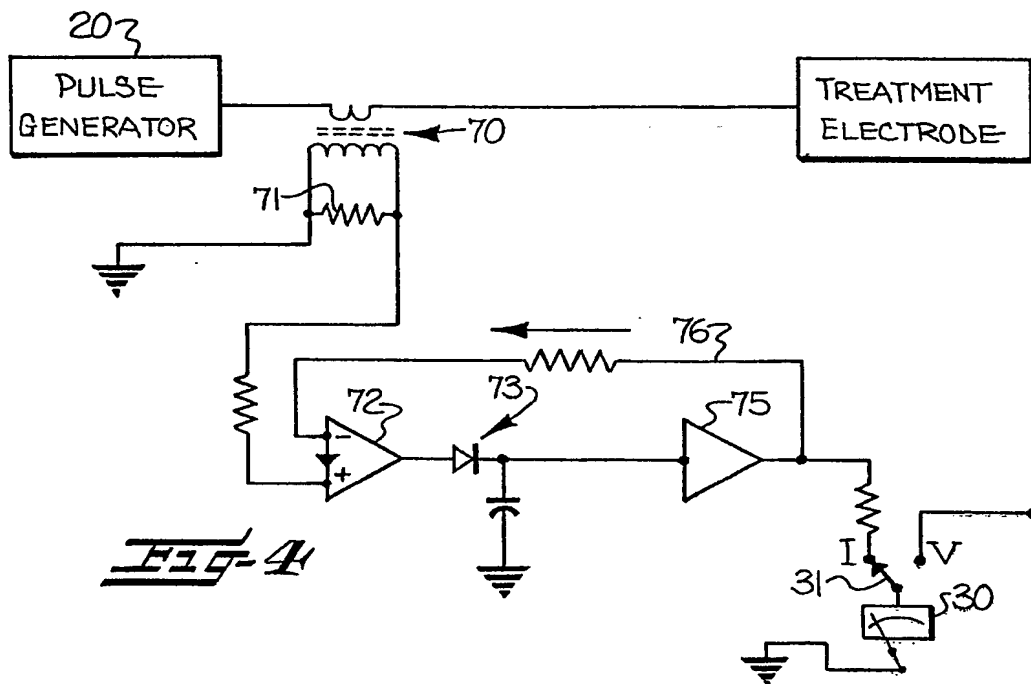 20
PULSE
GENERATOR
TREATMENT
ELECTRODE
70
71
76
72
73
75
-
+
I
V
31
30
Fig-4